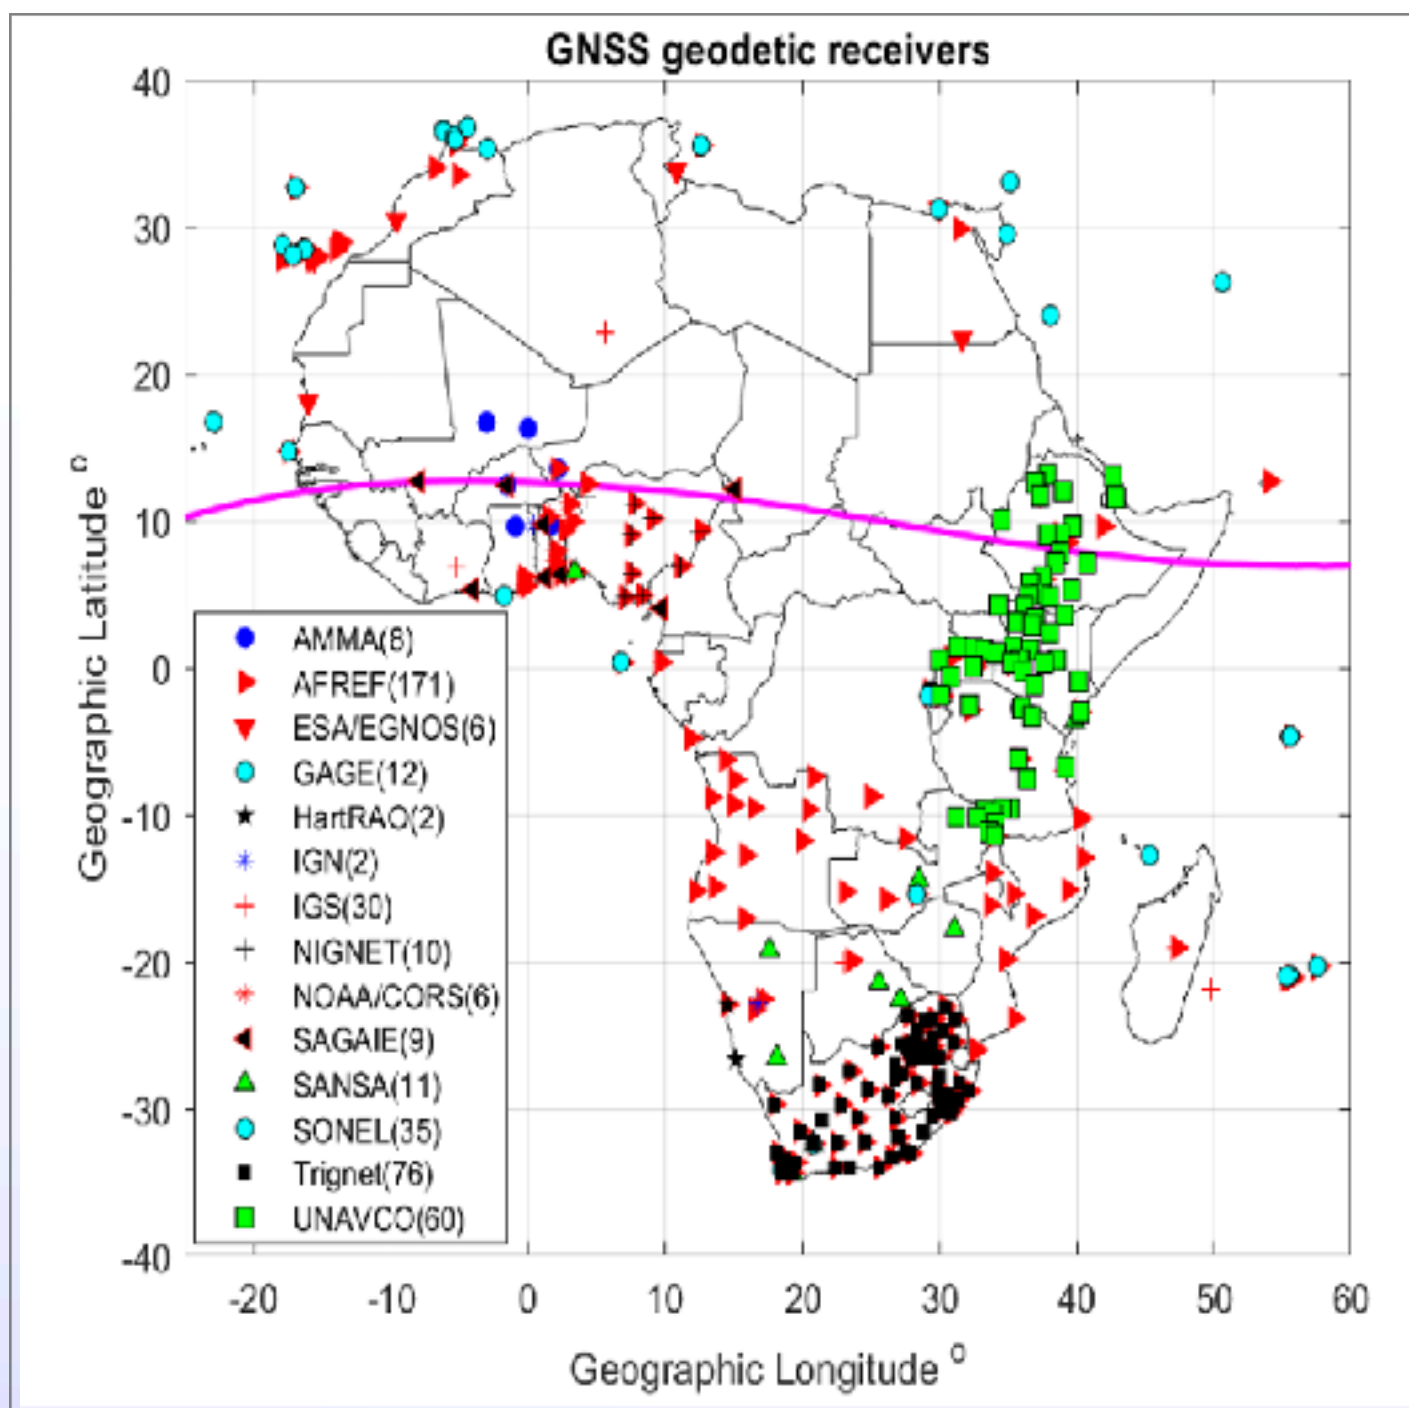 GNSS geodetic receivers
40
30
20
10
0
-10
-20
-30
-40
Geographic Latitude °
AMMA(8)
AFREF(171)
ESA/EGNOS(6)
GAGE(12)
HartRAO(2)
IGN(2)
IGS(30)
NIGNET(10)
NOAA/CORS(6)
SAGAIE(9)
SANSA(11)
SONEL(35)
Trignet(76)
UNAVCO(60)
-20 -10 0 10 20 30 40 50 60
Geographic Longitude °